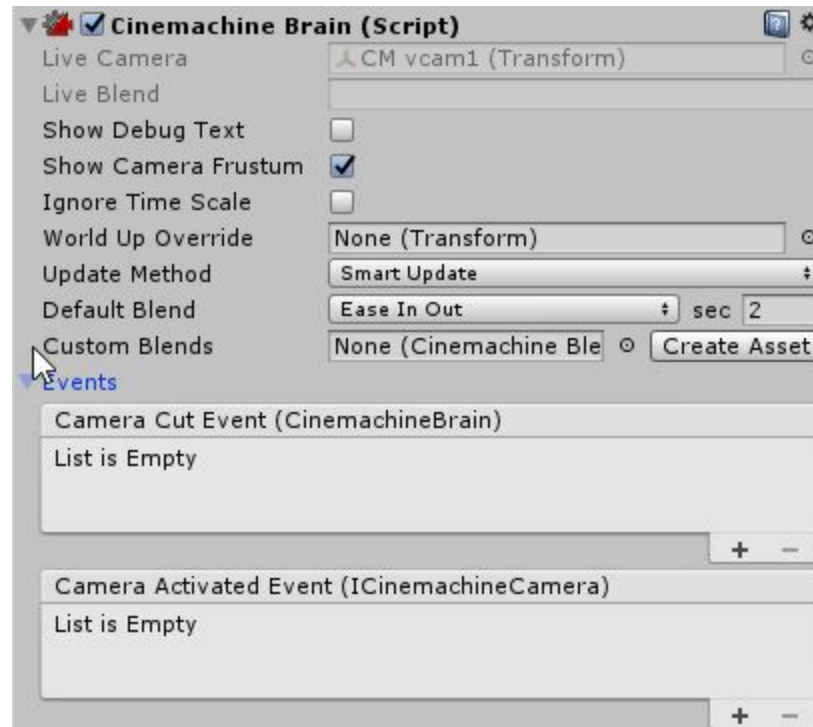 Cinemachine Brain (Script)
Live Camera CM vcam1 (Transform)
Live Blend
Show Debug Text
Show Camera Frustum
Ignore Time Scale
World Up Override None (Transform)
Update Method Smart Update
Default Blend Ease In Out sec 2
Custom Blends None (Cinemachine Ble Create Asset
Events
Camera Cut Event (CinemachineBrain)
List is Empty
+ −
Camera Activated Event (ICinemachineCamera)
List is Empty
+ −